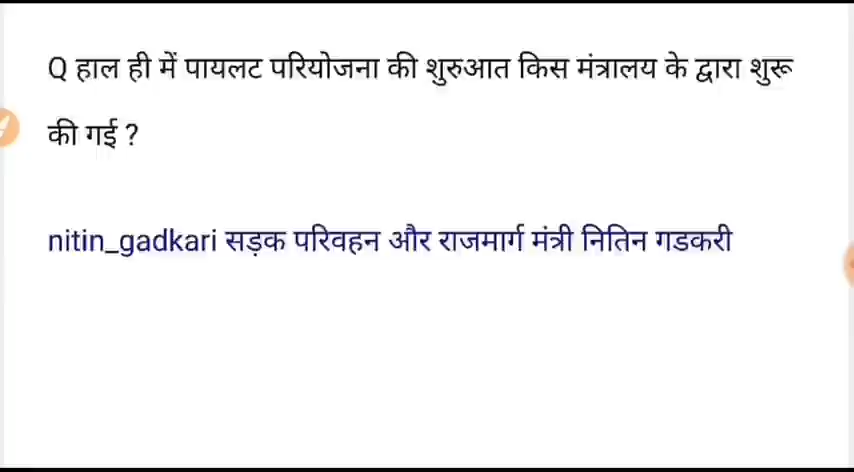 Q हाल ही में पायलट परियोजना की शुरुआत किस मंत्रालय के द्वारा शुरू
की गई ?
nitin_gadkari सड़क परिवहन और राजमार्ग मंत्री नितिन गडकरी